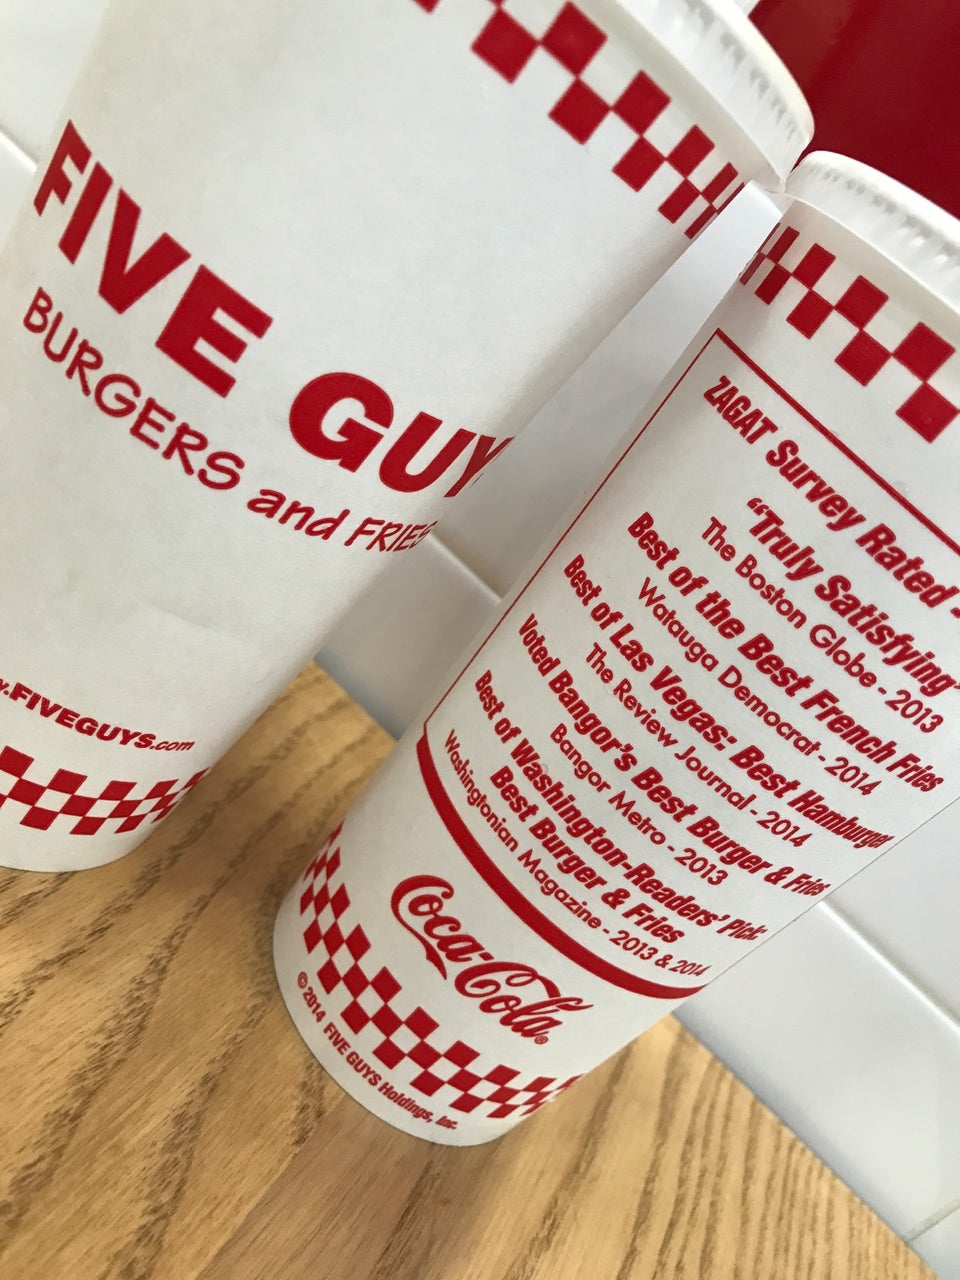 FIVE GUYS
BURGERS and FRIES
.FIVEGUYS.com
ZAGAT Survey Rated -
"Truly Satisfying"
The Boston Globe - 2013
Best of the Best French Fries
Watauga Democrat - 2014
Best of Las Vegas: Best Hamburger
The Review Journal - 2014
Voted Bangor's Best Burger & Fries
Bangor Metro - 2013
Best of Washington-Readers' Pick:
Best Burger & Fries
Washingtonian Magazine - 2013 & 2014
Coca-Cola®
© 2014 FIVE GUYS Holdings, Inc.